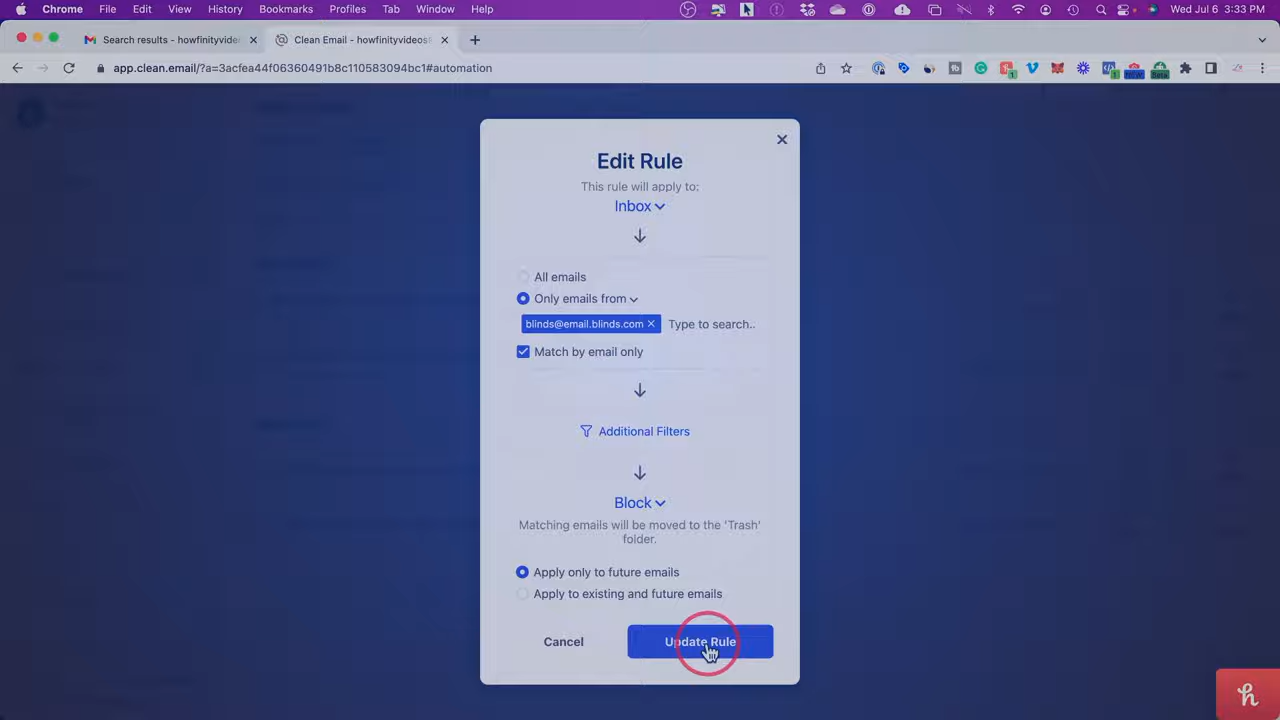 Chrome File Edit View History Bookmarks Profiles Tab Window Help Wed Jul 6 3:33 PM
Search results - howfinityvideo Clean Email - howfinityvideos
app.clean.email/?a=3acfea44f06360491b8c110583094bc1#automation
Edit Rule
This rule will apply to:
Inbox
All emails
Only emails from
blinds@email.blinds.com Type to search..
Match by email only
Additional Filters
Block
Matching emails will be moved to the 'Trash'
folder.
Apply only to future emails
Apply to existing and future emails
Cancel Update Rule